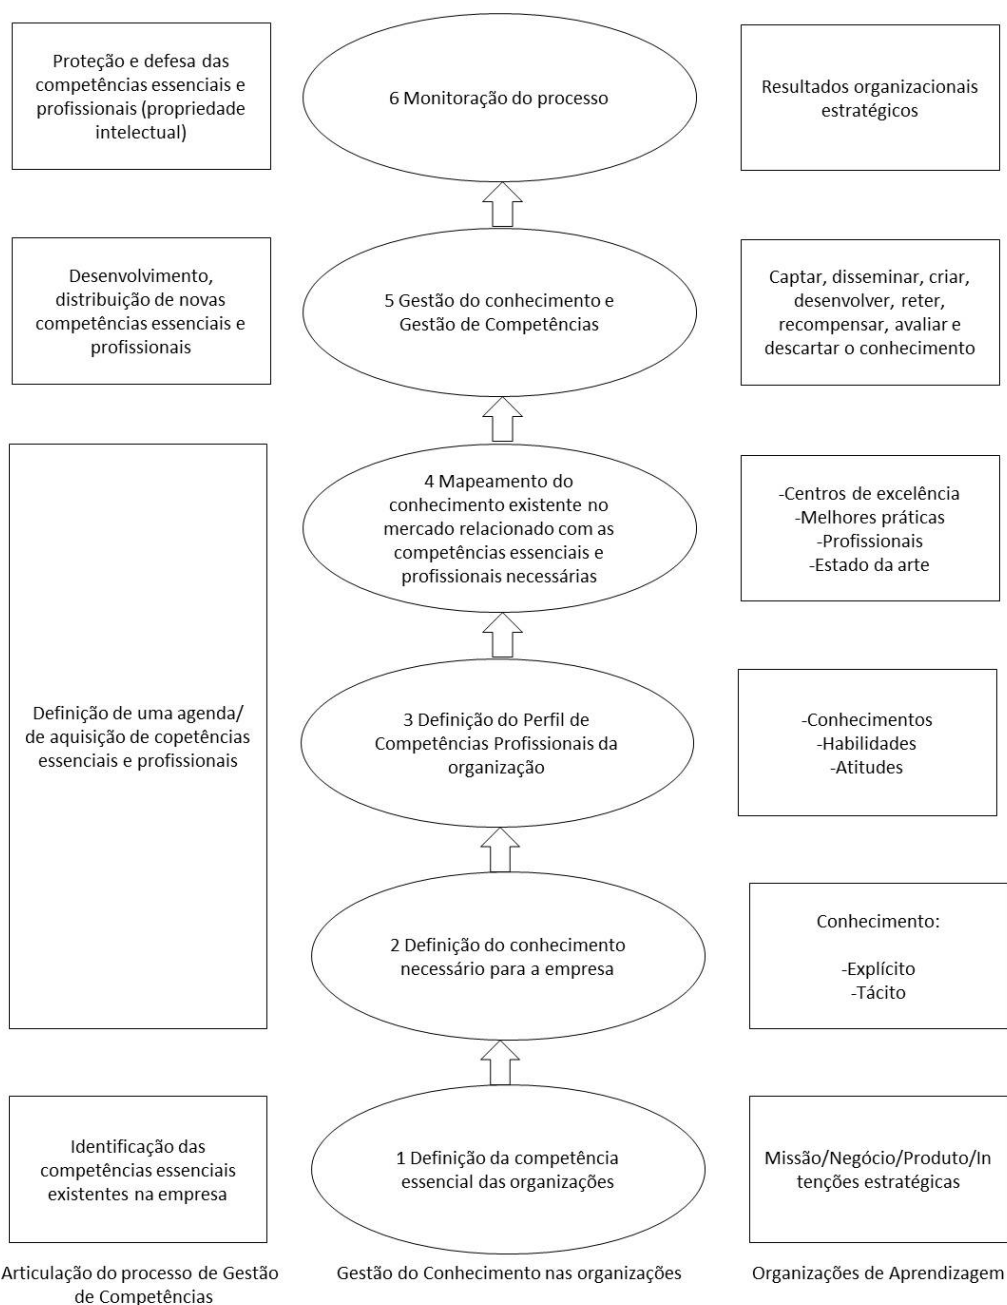 Proteção e defesa das
competências essenciais e
profissionais (propriedade
intelectual)
6 Monitoração do processo
Resultados organizacionais
estratégicos
Desenvolvimento,
distribuição de novas
competências essenciais e
profissionais
5 Gestão do conhecimento e
Gestão de Competências
Captar, disseminar, criar,
desenvolver, reter,
recompensar, avaliar e
descartar o conhecimento
4 Mapeamento do
conhecimento existente no
mercado relacionado com as
competências essenciais e
profissionais necessárias
-Centros de excelência
-Melhores práticas
-Profissionais
-Estado da arte
Definição de uma agenda/
de aquisição de copetências
essenciais e profissionais
3 Definição do Perfil de
Competências Profissionais da
organização
-Conhecimentos
-Habilidades
-Atitudes
2 Definição do conhecimento
necessário para a empresa
Conhecimento:
-Explícito
-Tácito
Identificação das
competências essenciais
existentes na empresa
1 Definição da competência
essencial das organizações
Missão/Negócio/Produto/In
tenções estratégicas
Articulação do processo de Gestão
de Competências
Gestão do Conhecimento nas organizações
Organizações de Aprendizagem